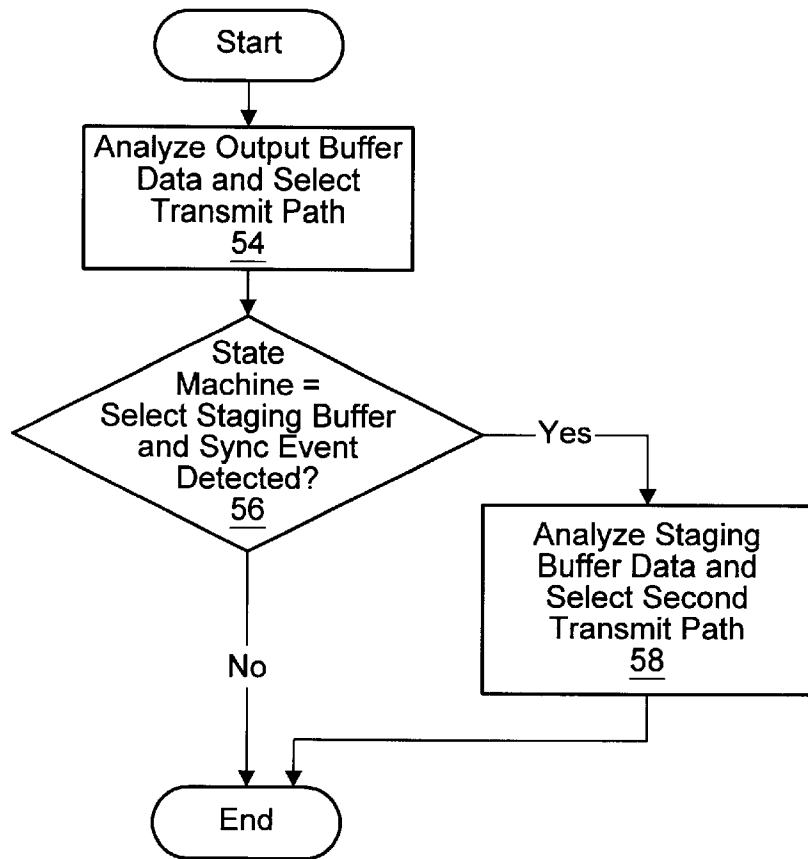 Start
Analyze Output Buffer
Data and Select
Transmit Path
54
State
Machine =
Select Staging Buffer
and Sync Event
Detected?
56
Yes
Analyze Staging
Buffer Data and
Select Second
Transmit Path
58
No
End